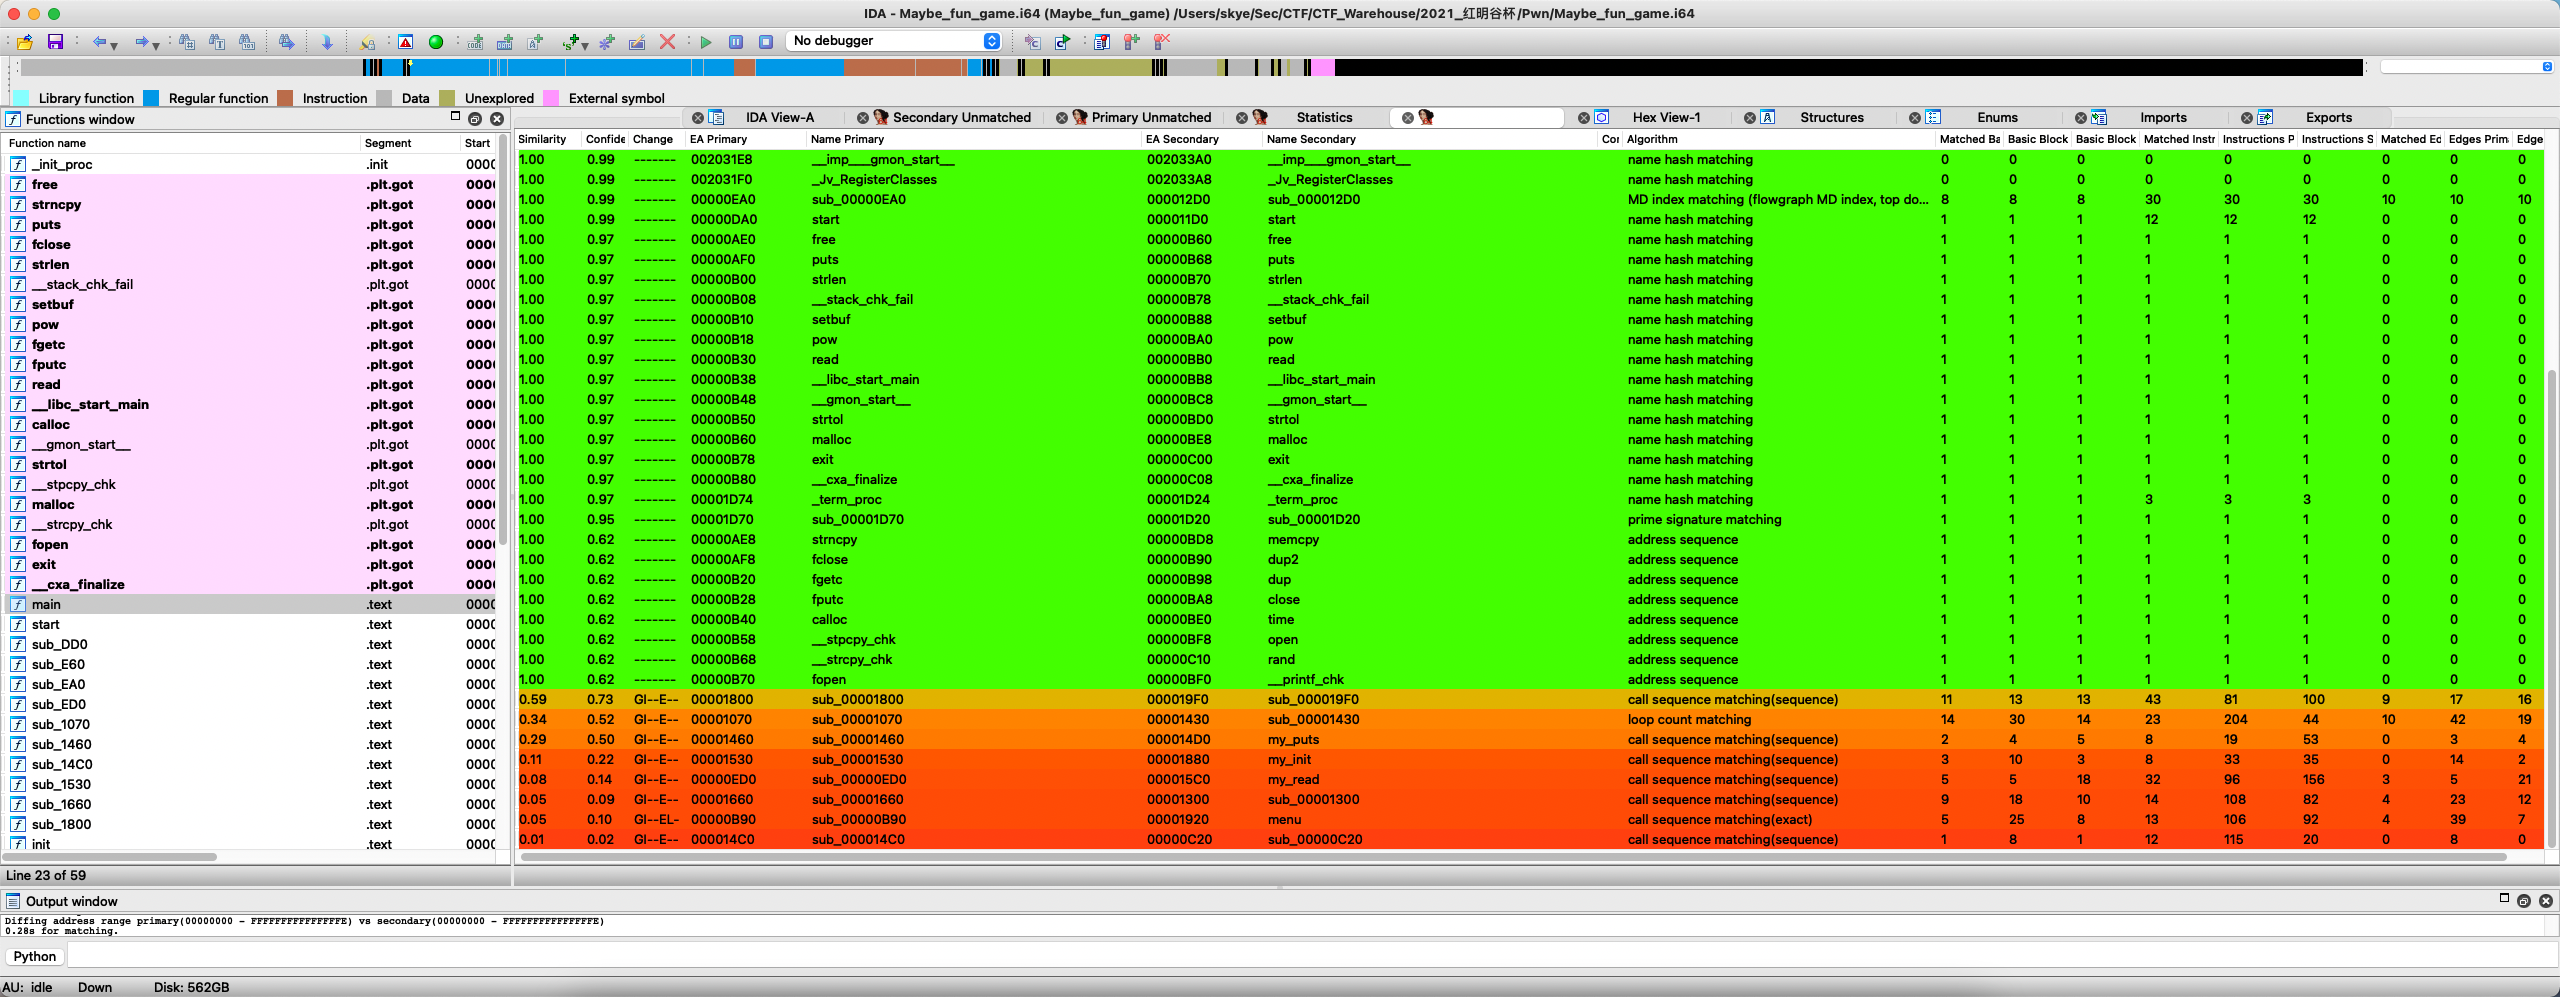 IDA - Maybe_fun_game.i64 (Maybe_fun_game) /Users/skye/Sec/CTF/CTF_Warehouse/2021_红明谷杯/Pwn/Maybe_fun_game.i64
No debugger
Library function Regular function Instruction Data Unexplored External symbol
Functions window
IDA View-A Secondary Unmatched Primary Unmatched Statistics Hex View-1 Structures Enums Imports Exports
Function name Segment Start
_init_proc .init 000(
free .plt.got 000(
strncpy .plt.got 000(
puts .plt.got 000(
fclose .plt.got 000(
strlen .plt.got 000(
__stack_chk_fail .plt.got 000(
setbuf .plt.got 000(
pow .plt.got 000(
fgetc .plt.got 000(
fputc .plt.got 000(
read .plt.got 000(
__libc_start_main .plt.got 000(
calloc .plt.got 000(
__gmon_start__ .plt.got 000(
strtol .plt.got 000(
__stpcpy_chk .plt.got 000(
malloc .plt.got 000(
__strcpy_chk .plt.got 000(
fopen .plt.got 000(
exit .plt.got 000(
__cxa_finalize .plt.got 000(
main .text 000(
start .text 000(
sub_DD0 .text 000(
sub_E60 .text 000(
sub_EA0 .text 000(
sub_ED0 .text 000(
sub_1070 .text 000(
sub_1460 .text 000(
sub_14C0 .text 000(
sub_1530 .text 000(
sub_1660 .text 000(
sub_1800 .text 000(
init .text 000(
Line 23 of 59
Similarity Confide Change EA Primary Name Primary EA Secondary Name Secondary Cor Algorithm Matched Ba Basic Block Basic Block Matched Instr Instructions P Instructions S Matched Ed Edges Prim Edge
1.00 0.99 ------- 002031E8 __imp___gmon_start__ 002033A0 __imp___gmon_start__ name hash matching 0 0 0 0 0 0 0 0 0
1.00 0.99 ------- 002031F0 _Jv_RegisterClasses 002033A8 _Jv_RegisterClasses name hash matching 0 0 0 0 0 0 0 0 0
1.00 0.99 ------- 00000EA0 sub_00000EA0 000012D0 sub_000012D0 MD index matching (flowgraph MD index, top do... 8 8 8 30 30 30 10 10 10
1.00 0.99 ------- 00000DA0 start 000011D0 start name hash matching 1 1 1 12 12 12 0 0 0
1.00 0.97 ------- 00000AE0 free 00000B60 free name hash matching 1 1 1 1 1 1 0 0 0
1.00 0.97 ------- 00000AF0 puts 00000B68 puts name hash matching 1 1 1 1 1 1 0 0 0
1.00 0.97 ------- 00000B00 strlen 00000B70 strlen name hash matching 1 1 1 1 1 1 0 0 0
1.00 0.97 ------- 00000B08 __stack_chk_fail 00000B78 __stack_chk_fail name hash matching 1 1 1 1 1 1 0 0 0
1.00 0.97 ------- 00000B10 setbuf 00000B88 setbuf name hash matching 1 1 1 1 1 1 0 0 0
1.00 0.97 ------- 00000B18 pow 00000BA0 pow name hash matching 1 1 1 1 1 1 0 0 0
1.00 0.97 ------- 00000B30 read 00000BB0 read name hash matching 1 1 1 1 1 1 0 0 0
1.00 0.97 ------- 00000B38 __libc_start_main 00000BB8 __libc_start_main name hash matching 1 1 1 1 1 1 0 0 0
1.00 0.97 ------- 00000B48 __gmon_start__ 00000BC8 __gmon_start__ name hash matching 1 1 1 1 1 1 0 0 0
1.00 0.97 ------- 00000B50 strtol 00000BD0 strtol name hash matching 1 1 1 1 1 1 0 0 0
1.00 0.97 ------- 00000B60 malloc 00000BE8 malloc name hash matching 1 1 1 1 1 1 0 0 0
1.00 0.97 ------- 00000B78 exit 00000C00 exit name hash matching 1 1 1 1 1 1 0 0 0
1.00 0.97 ------- 00000B80 __cxa_finalize 00000C08 __cxa_finalize name hash matching 1 1 1 1 1 1 0 0 0
1.00 0.97 ------- 00001D74 _term_proc 00001D24 _term_proc name hash matching 1 1 1 3 3 3 0 0 0
1.00 0.95 ------- 00001D70 sub_00001D70 00001D20 sub_00001D20 prime signature matching 1 1 1 1 1 1 0 0 0
1.00 0.62 ------- 00000AE8 strncpy 00000BD8 memcpy address sequence 1 1 1 1 1 1 0 0 0
1.00 0.62 ------- 00000AF8 fclose 00000B90 dup2 address sequence 1 1 1 1 1 1 0 0 0
1.00 0.62 ------- 00000B20 fgetc 00000B98 dup address sequence 1 1 1 1 1 1 0 0 0
1.00 0.62 ------- 00000B28 fputc 00000BA8 close address sequence 1 1 1 1 1 1 0 0 0
1.00 0.62 ------- 00000B40 calloc 00000BE0 time address sequence 1 1 1 1 1 1 0 0 0
1.00 0.62 ------- 00000B58 __stpcpy_chk 00000BF8 open address sequence 1 1 1 1 1 1 0 0 0
1.00 0.62 ------- 00000B68 __strcpy_chk 00000C10 rand address sequence 1 1 1 1 1 1 0 0 0
1.00 0.62 ------- 00000B70 fopen 00000BF0 __printf_chk address sequence 1 1 1 1 1 1 0 0 0
0.59 0.73 GI--E-- 00001800 sub_00001800 000019F0 sub_000019F0 call sequence matching(sequence) 11 13 13 43 81 100 9 17 16
0.34 0.52 GI--E-- 00001070 sub_00001070 00001430 sub_00001430 loop count matching 14 30 14 23 204 44 10 42 19
0.29 0.50 GI--E-- 00001460 sub_00001460 000014D0 my_puts call sequence matching(sequence) 2 4 5 8 19 53 0 3 4
0.11 0.22 GI--E-- 00001530 sub_00001530 00001880 my_init call sequence matching(sequence) 3 10 3 8 33 35 0 14 2
0.08 0.14 GI--E-- 00000ED0 sub_00000ED0 000015C0 my_read call sequence matching(sequence) 5 5 18 32 96 156 3 5 21
0.05 0.09 GI--E-- 00001660 sub_00001660 00001300 sub_00001300 call sequence matching(sequence) 9 18 10 14 108 82 4 23 12
0.05 0.10 GI--EL- 00000B90 sub_00000B90 00001920 menu call sequence matching(exact) 5 25 8 13 106 92 4 39 7
0.01 0.02 GI--E-- 000014C0 sub_000014C0 00000C20 sub_00000C20 call sequence matching(sequence) 1 8 1 12 115 20 0 8 0
Output window
Diffing address range primary(00000000 - FFFFFFFFFFFFFFFE) vs secondary(00000000 - FFFFFFFFFFFFFFFE)
0.28s for matching.
Python
AU: idle Down Disk: 562GB